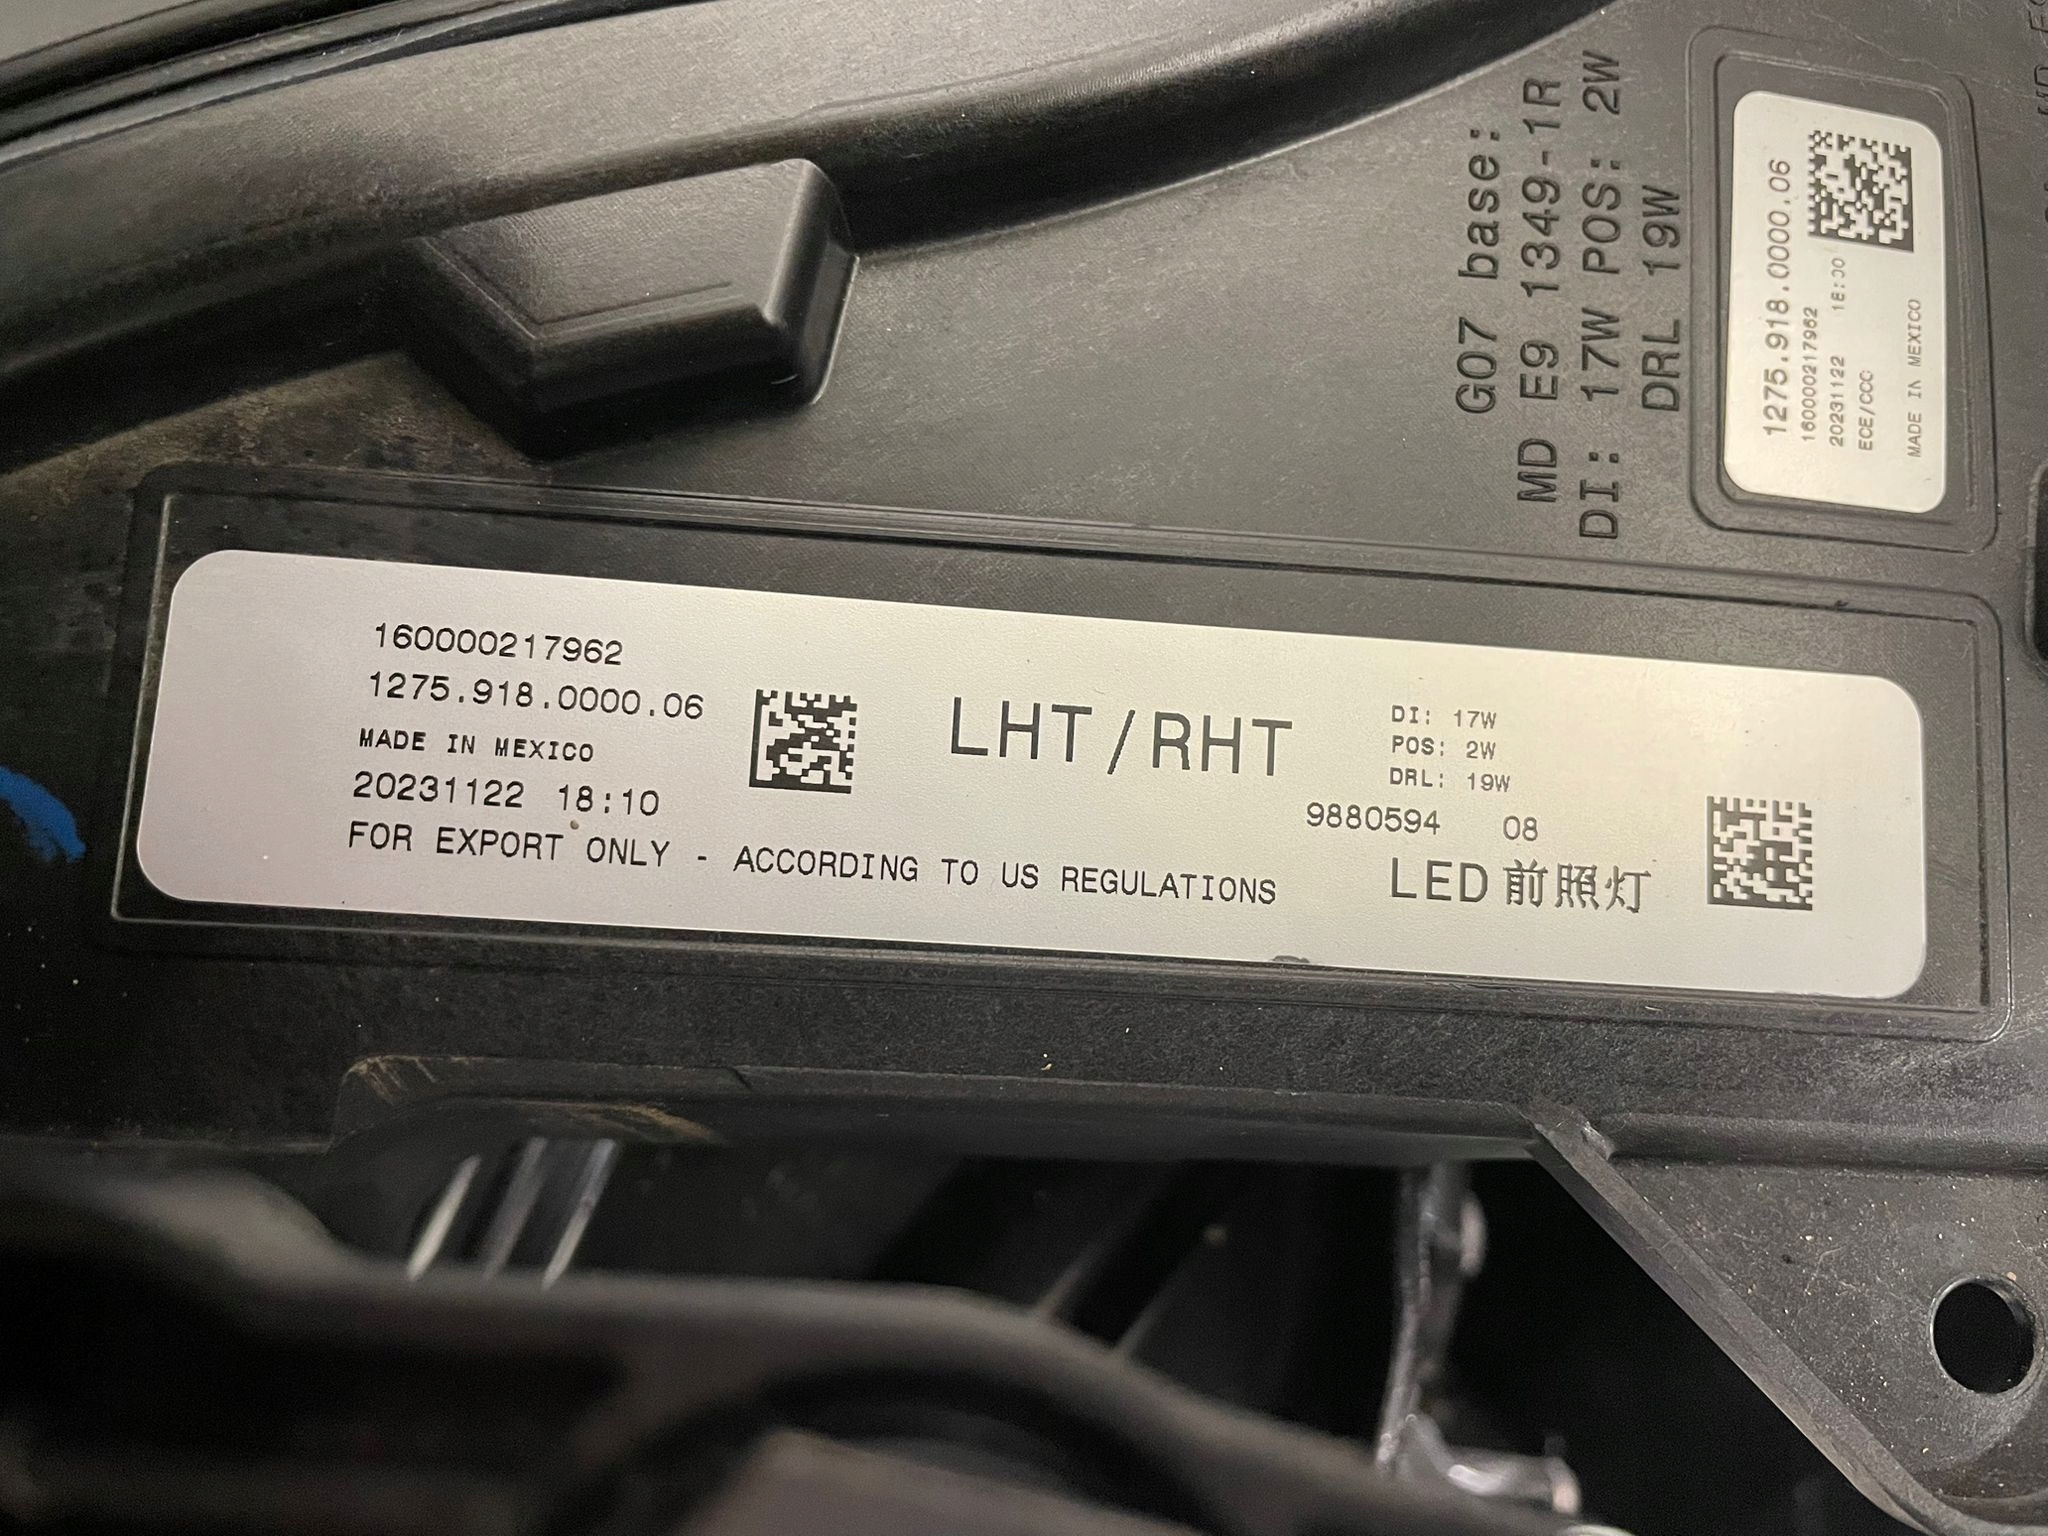 G07 base:
MD E9 1349-1R
DI: 17W POS: 2W
DRL 19W
1275.918.0000.06
160000217962
20231122 18:00
ECE/CCC
MADE IN MEXICO
160000217962
1275.918.0000.06
MADE IN MEXICO
20231122 18:10
FOR EXPORT ONLY - ACCORDING TO US REGULATIONS
LHT/RHT
DI: 17W
POS: 2W
DRL: 19W
9880594 08
LED前照灯